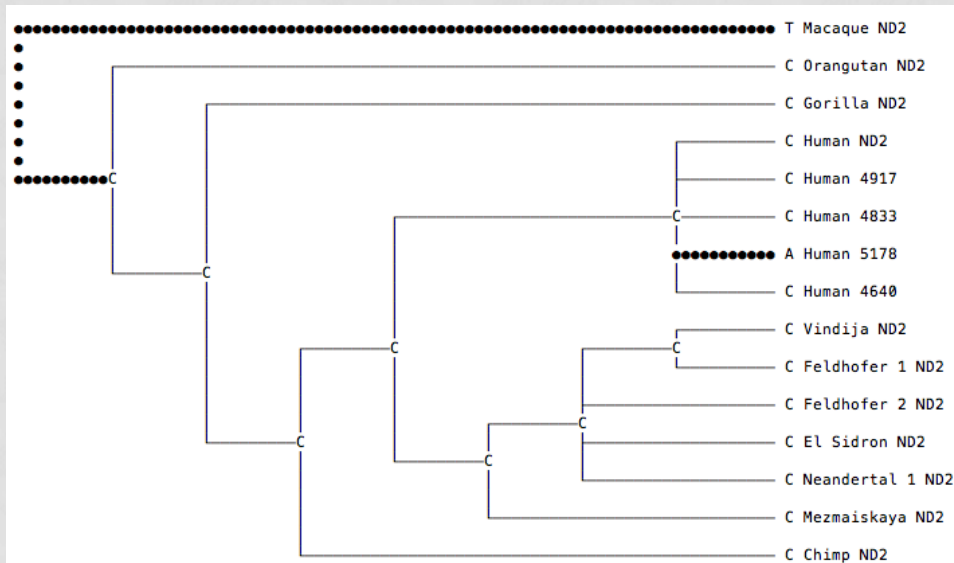 T Macaque ND2
C Orangutan ND2
C Gorilla ND2
C Human ND2
C
C Human 4917
C
C Human 4833
A Human 5178
C
C Human 4640
C Vindija ND2
C
C
C Feldhofer 1 ND2
C Feldhofer 2 ND2
C
C
C El Sidron ND2
C
C Neandertal 1 ND2
C Mezmaiskaya ND2
C Chimp ND2